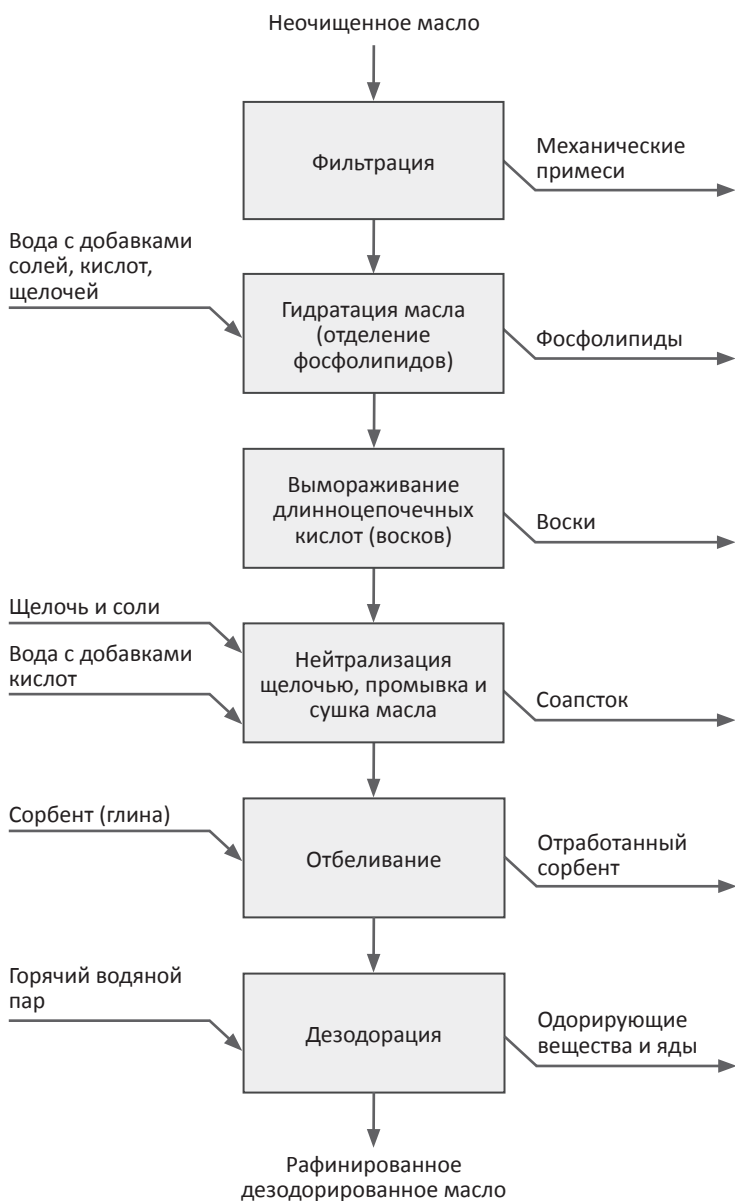 Неочищенное масло
Фильтрация
Механические
примеси
Вода с добавками
солей, кислот,
щелочей
Гидратация масла
(отделение
фосфолипидов)
Фосфолипиды
Вымораживание
длинноцепочечных
кислот (восков)
Воски
Щелочь и соли
Вода с добавками
кислот
Нейтрализация
щелочью, промывка и
сушка масла
Соапсток
Сорбент (глина)
Отбеливание
Отработанный
сорбент
Горячий водяной
пар
Дезодорация
Одорирующие
вещества и яды
Рафинированное
дезодорированное масло